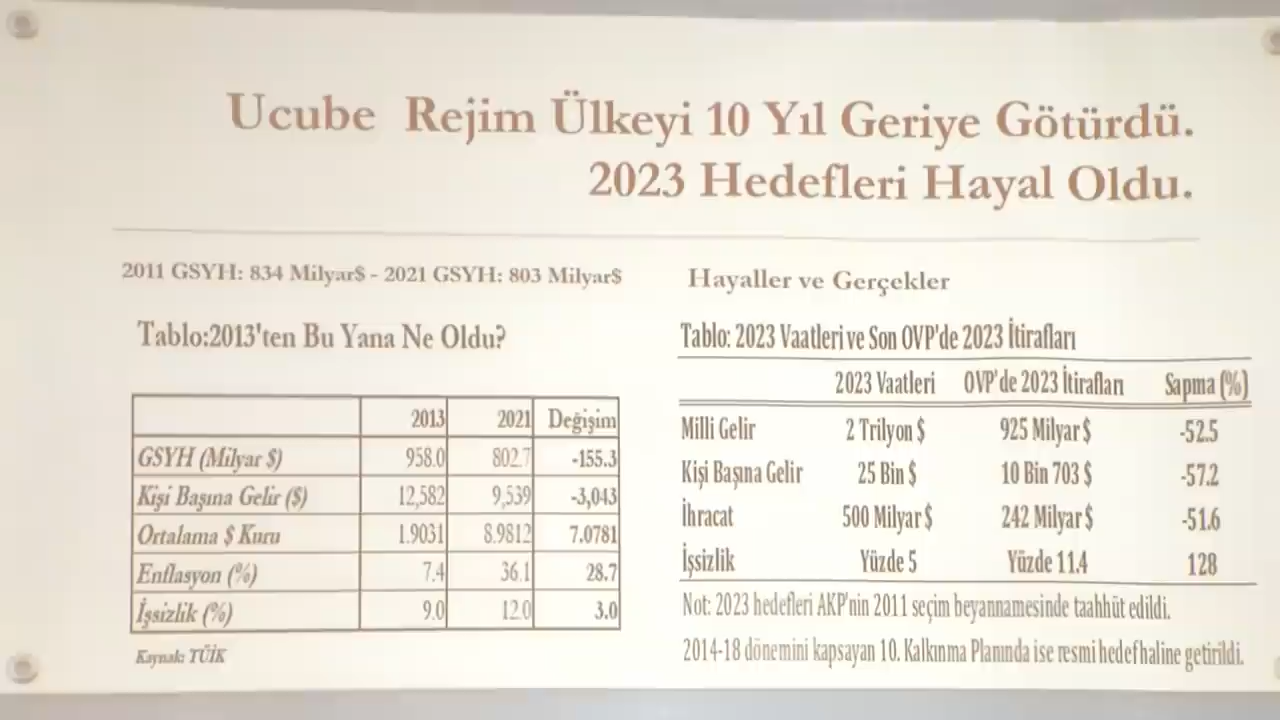 Ucube Rejim Ülkeyi 10 Yıl Geriye Götürdü.
2023 Hedefleri Hayal Oldu.
2011 GSYH: 834 Milyar$ - 2021 GSYH: 803 Milyar$
Tablo:2013'ten Bu Yana Ne Oldu?
2013 2021 Değişim
GSYH (Milyar $) 958.0 802.7 -155.3
Kişi Başına Gelir ($) 12,582 9,539 -3,043
Ortalama $ Kuru 1.9031 8.9812 7.0781
Enflasyon (%) 7.4 36.1 28.7
İşsizlik (%) 9.0 12.0 3.0
Kaynak: TÜİK
Hayaller ve Gerçekler
Tablo: 2023 Vaatleri ve Son OVP'de 2023 İtirafları
2023 Vaatleri OVP'de 2023 İtirafları Sapma (%)
Milli Gelir 2 Trilyon $ 925 Milyar $ -52.5
Kişi Başına Gelir 25 Bin $ 10 Bin 703 $ -57.2
İhracat 500 Milyar $ 242 Milyar $ -51.6
İşsizlik Yüzde 5 Yüzde 11.4 128
Not: 2023 hedefleri AKP'nin 2011 seçim beyannamesinde taahhüt edildi.
2014-18 dönemini kapsayan 10. Kalkınma Planında ise resmi hedef haline getirildi.